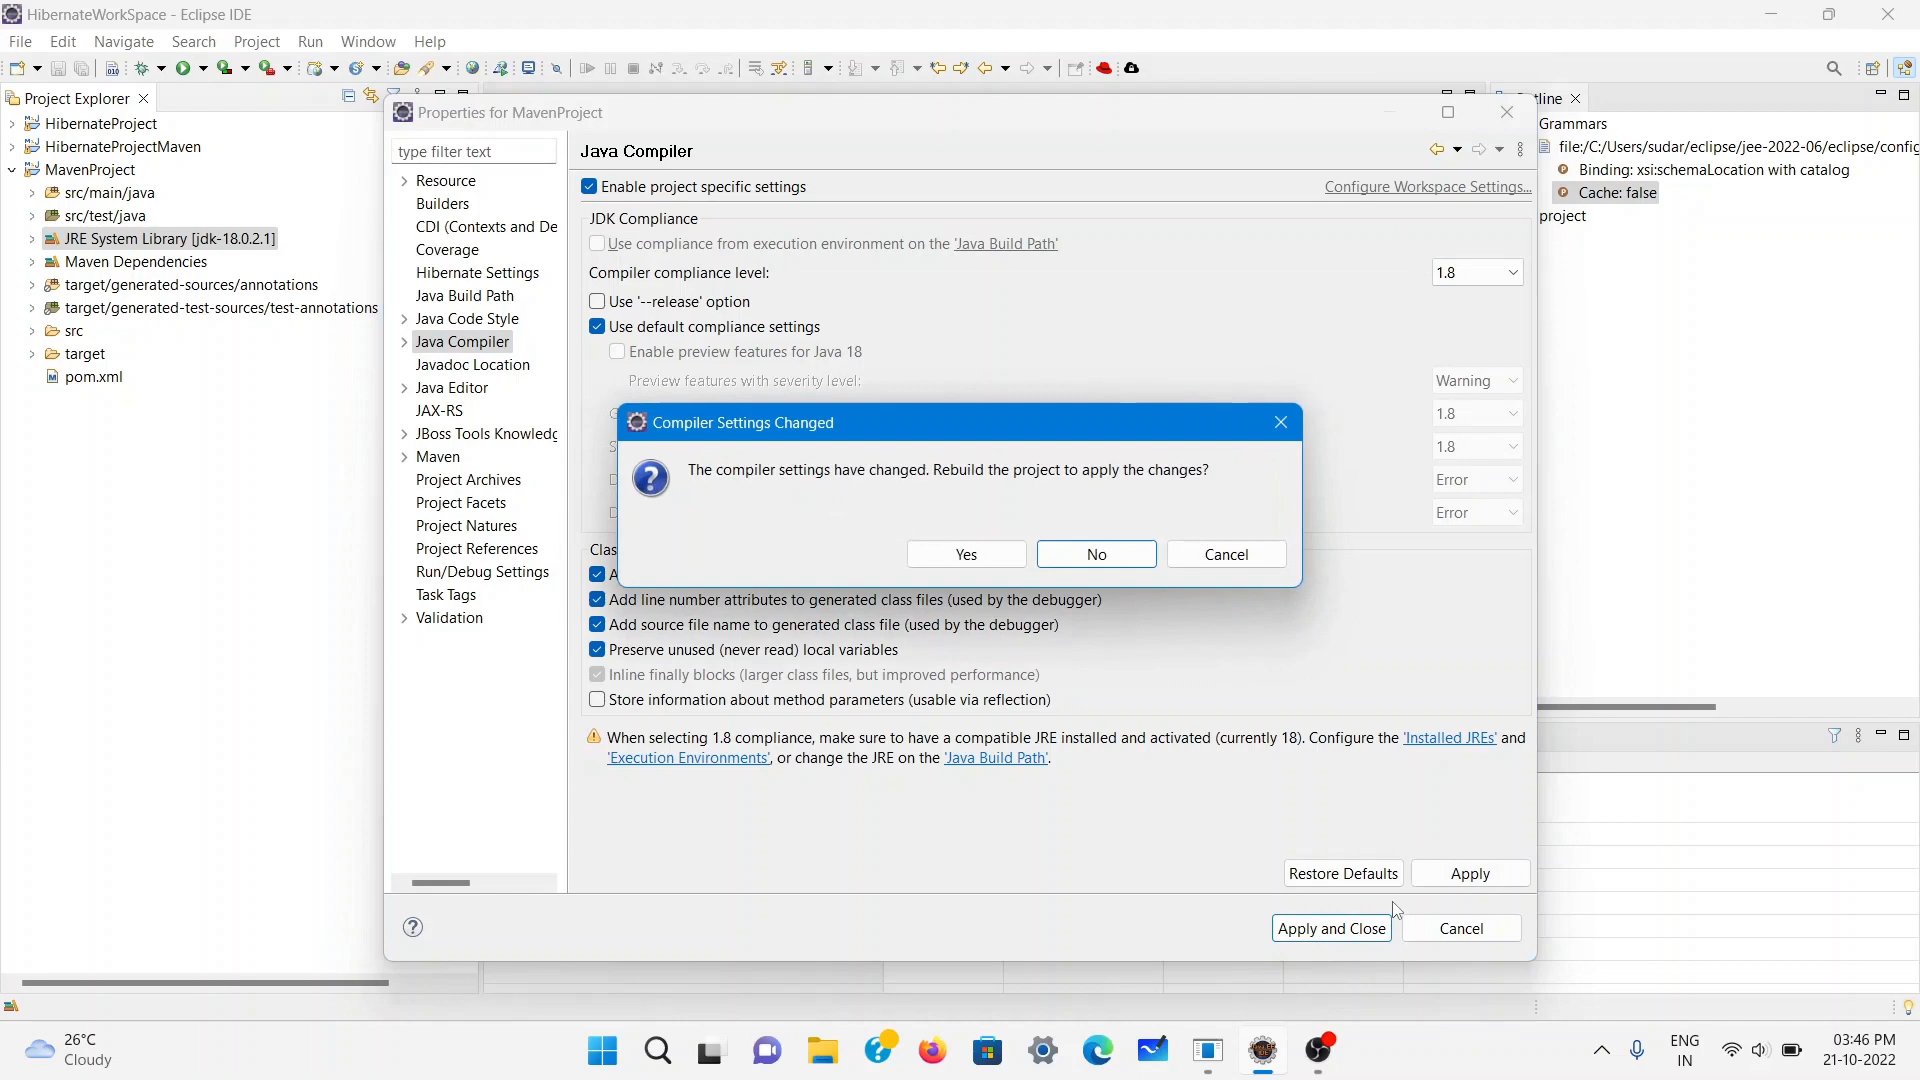 HibernateWorkSpace - Eclipse IDE
File Edit Navigate Search Project Run Window Help
Project Explorer
HibernateProject
HibernateProjectMaven
MavenProject
src/main/java
src/test/java
JRE System Library [jdk-18.0.2.1]
Maven Dependencies
target/generated-sources/annotations
target/generated-test-sources/test-annotations
src
target
pom.xml
Properties for MavenProject
type filter text
Resource
Builders
CDI (Contexts and De
Coverage
Hibernate Settings
Java Build Path
Java Code Style
Java Compiler
Javadoc Location
Java Editor
JAX-RS
JBoss Tools Knowledg
Maven
Project Archives
Project Facets
Project Natures
Project References
Run/Debug Settings
Task Tags
Validation
Java Compiler
Enable project specific settings
Configure Workspace Settings...
JDK Compliance
Use compliance from execution environment on the 'Java Build Path'
Compiler compliance level: 1.8
Use '--release' option
Use default compliance settings
Enable preview features for Java 18
Preview features with severity level: Warning
1.8
1.8
Error
Error
Compiler Settings Changed
The compiler settings have changed. Rebuild the project to apply the changes?
Yes No Cancel
Clas
A
Add line number attributes to generated class files (used by the debugger)
Add source file name to generated class file (used by the debugger)
Preserve unused (never read) local variables
Inline finally blocks (larger class files, but improved performance)
Store information about method parameters (usable via reflection)
When selecting 1.8 compliance, make sure to have a compatible JRE installed and activated (currently 18). Configure the 'Installed JREs' and
'Execution Environments', or change the JRE on the 'Java Build Path'.
Restore Defaults Apply
Apply and Close Cancel
tline
Grammars
file:/C:/Users/sudar/eclipse/jee-2022-06/eclipse/config
Binding: xsi:schemaLocation with catalog
Cache: false
project
26°C
Cloudy
ENG
IN
03:46 PM
21-10-2022